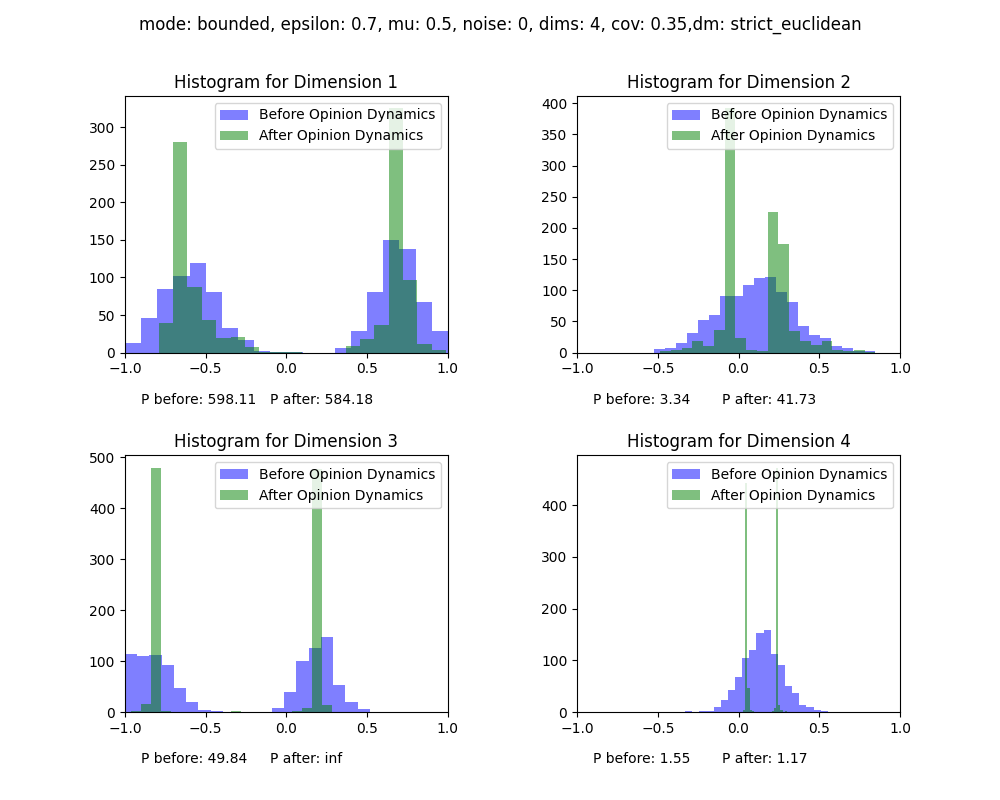 mode: bounded, epsilon: 0.7, mu: 0.5, noise: 0, dims: 4, cov: 0.35,dm: strict_euclidean
Histogram for Dimension 1
Before Opinion Dynamics
After Opinion Dynamics
300
250
200
150
100
50
0
−1.0 −0.5 0.0 0.5 1.0
P before: 598.11 P after: 584.18
Histogram for Dimension 2
Before Opinion Dynamics
After Opinion Dynamics
400
350
300
250
200
150
100
50
0
−1.0 −0.5 0.0 0.5 1.0
P before: 3.34 P after: 41.73
Histogram for Dimension 3
Before Opinion Dynamics
After Opinion Dynamics
500
400
300
200
100
0
−1.0 −0.5 0.0 0.5 1.0
P before: 49.84 P after: inf
Histogram for Dimension 4
Before Opinion Dynamics
After Opinion Dynamics
400
300
200
100
0
−1.0 −0.5 0.0 0.5 1.0
P before: 1.55 P after: 1.17